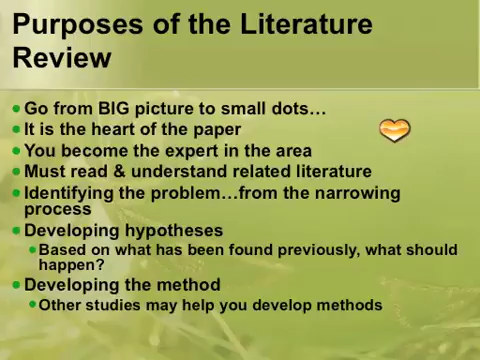 Purposes of the Literature
Review
Go from BIG picture to small dots…
It is the heart of the paper
You become the expert in the area
Must read & understand related literature
Identifying the problem…from the narrowing
process
Developing hypotheses
Based on what has been found previously, what should
happen?
Developing the method
Other studies may help you develop methods